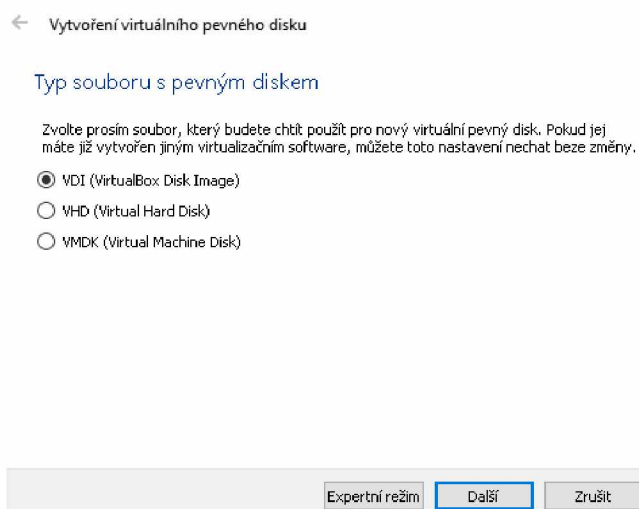 Vytvoření virtuálního pevného disku
Typ souboru s pevným diskem
Zvolte prosím soubor, který budete chtít použít pro nový virtuální pevný disk. Pokud jej
máte již vytvořen jiným virtualizačním software, můžete toto nastavení nechat beze změny.
VDI (VirtualBox Disk Image)
VHD (Virtual Hard Disk)
VMDK (Virtual Machine Disk)
Expertní režim Další Zrušit